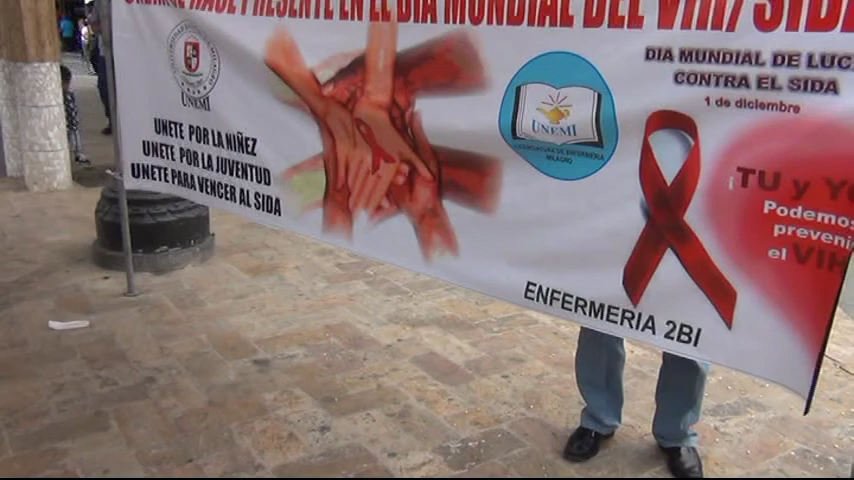 HACE PRESENTE EN EL DIA MUNDIAL DEL VIH/SIDA
UNEMI
UNETE POR LA NIÑEZ
UNETE POR LA JUVENTUD
UNETE PARA VENCER AL SIDA
UNEMI
LICENCIATURA DE ENFERMERIA
MILAGRO
DIA MUNDIAL DE LUC
CONTRA EL SIDA
1 de diciembre
¡TU y YO
Podemos
preveni
el VIH
ENFERMERIA 2BI